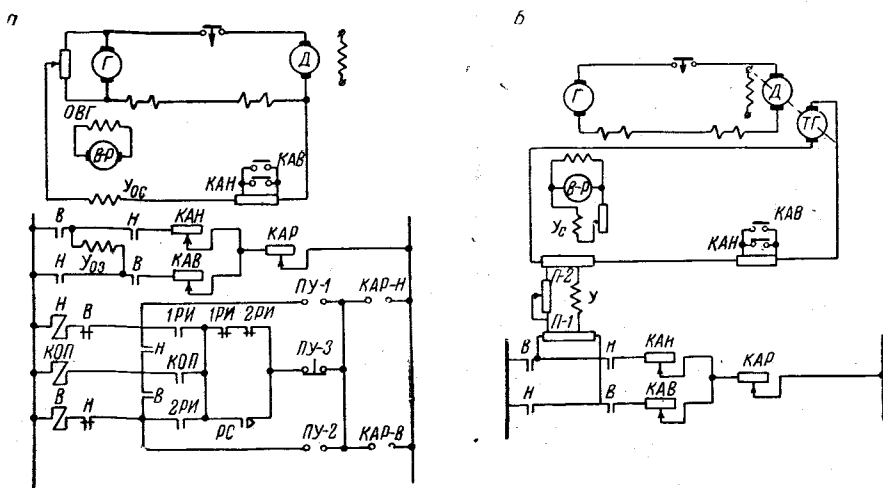 а
Г
Д
ОВГ
В-Р
КАВ
КАН
Уос
В Н КАН
КАР
Уоз
Н В КАВ
ПУ-1 КАР-Н
Н В 1РИ 1РИ 2РИ
Н
КОП КОП ПУ-3
В
В Н 2РИ РС ПУ-2 КАР-В
б
Г
Д
ТГ
В-Р
Ус
КАВ
КАН
П-2
У
П-1
В Н КАН
КАР
Н В КАВ